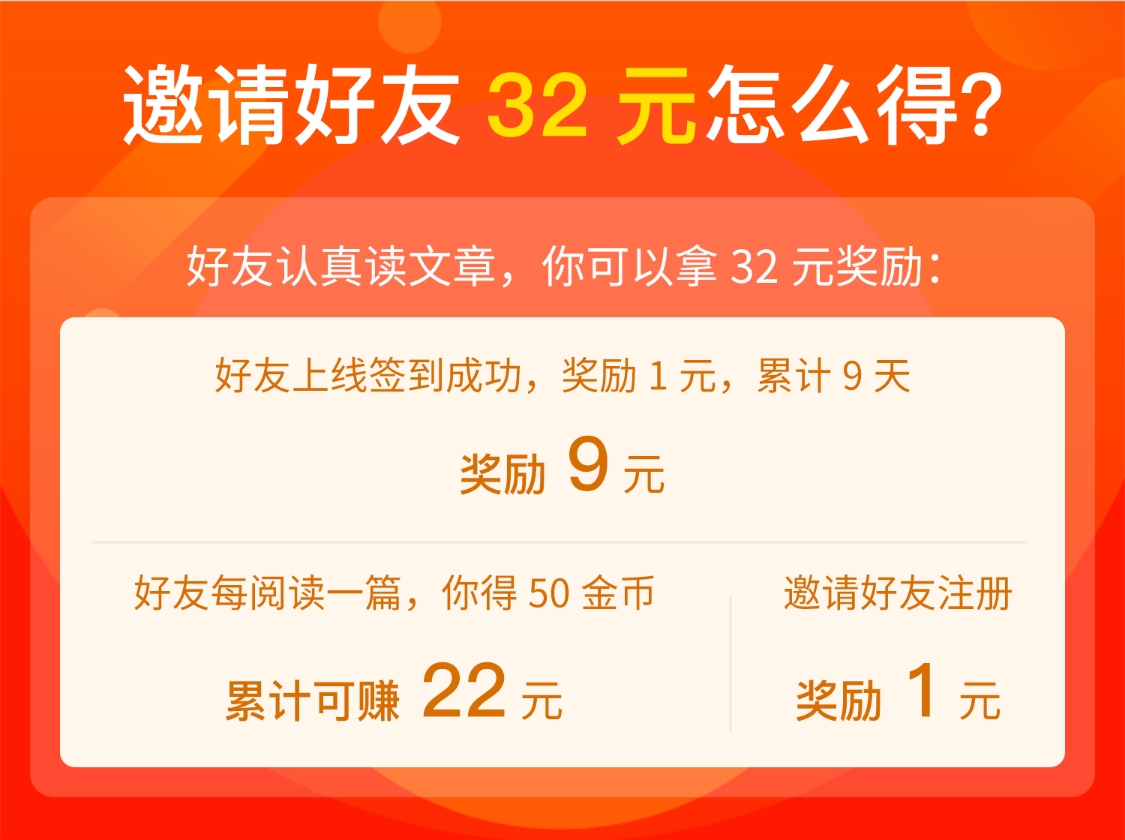 邀请好友 32 元怎么得?
好友认真读文章，你可以拿 32 元奖励：
好友上线签到成功，奖励 1 元，累计 9 天
奖励 9 元
好友每阅读一篇，你得 50 金币
累计可赚 22 元
邀请好友注册
奖励 1 元